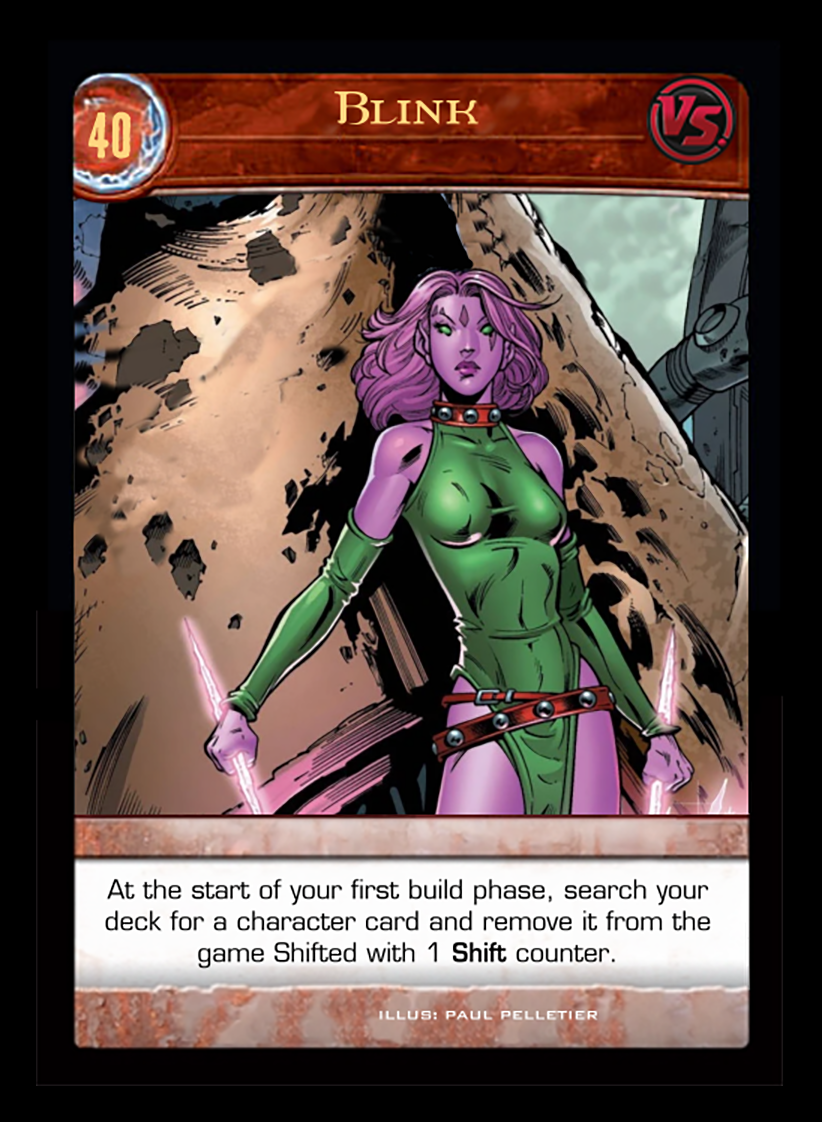 Blink
40
VS.
At the start of your first build phase, search your
deck for a character card and remove it from the
game Shifted with 1 Shift counter.
ILLUS: PAUL PELLETIER